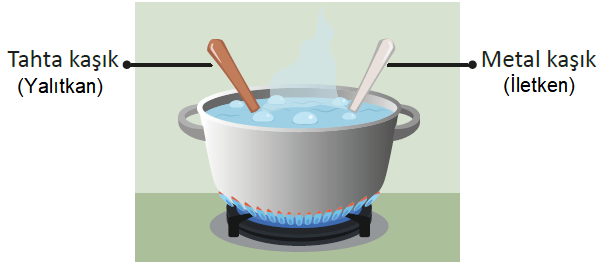 Tahta kaşık
(Yalıtkan)
Metal kaşık
(İletken)